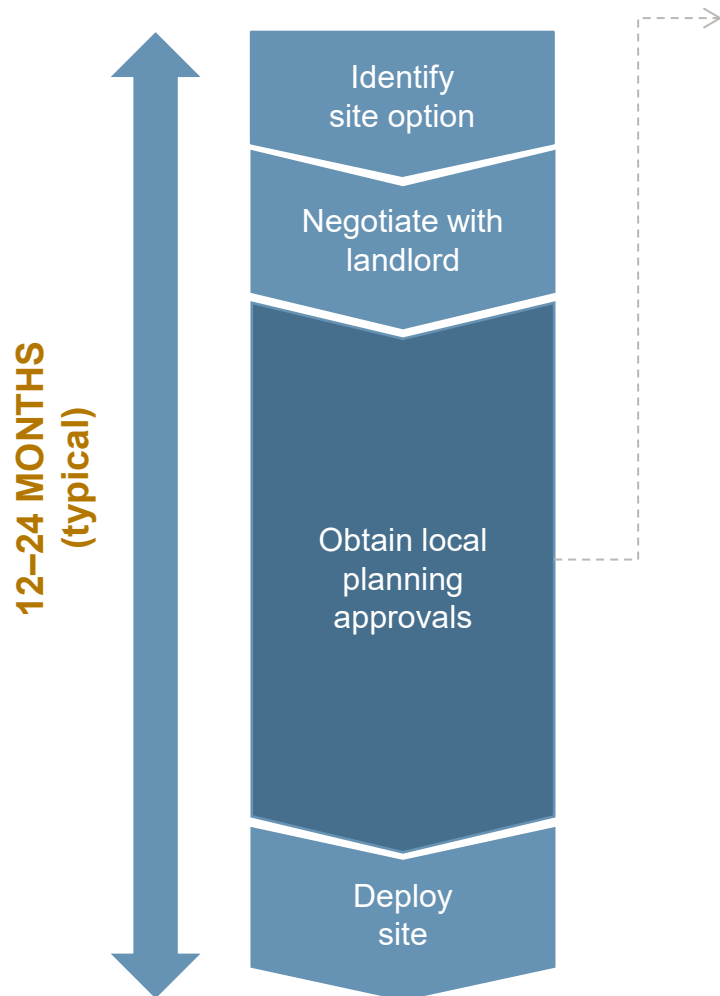 12–24 MONTHS
(typical)
Identify
site option
Negotiate with
landlord
Obtain local
planning
approvals
Deploy
site